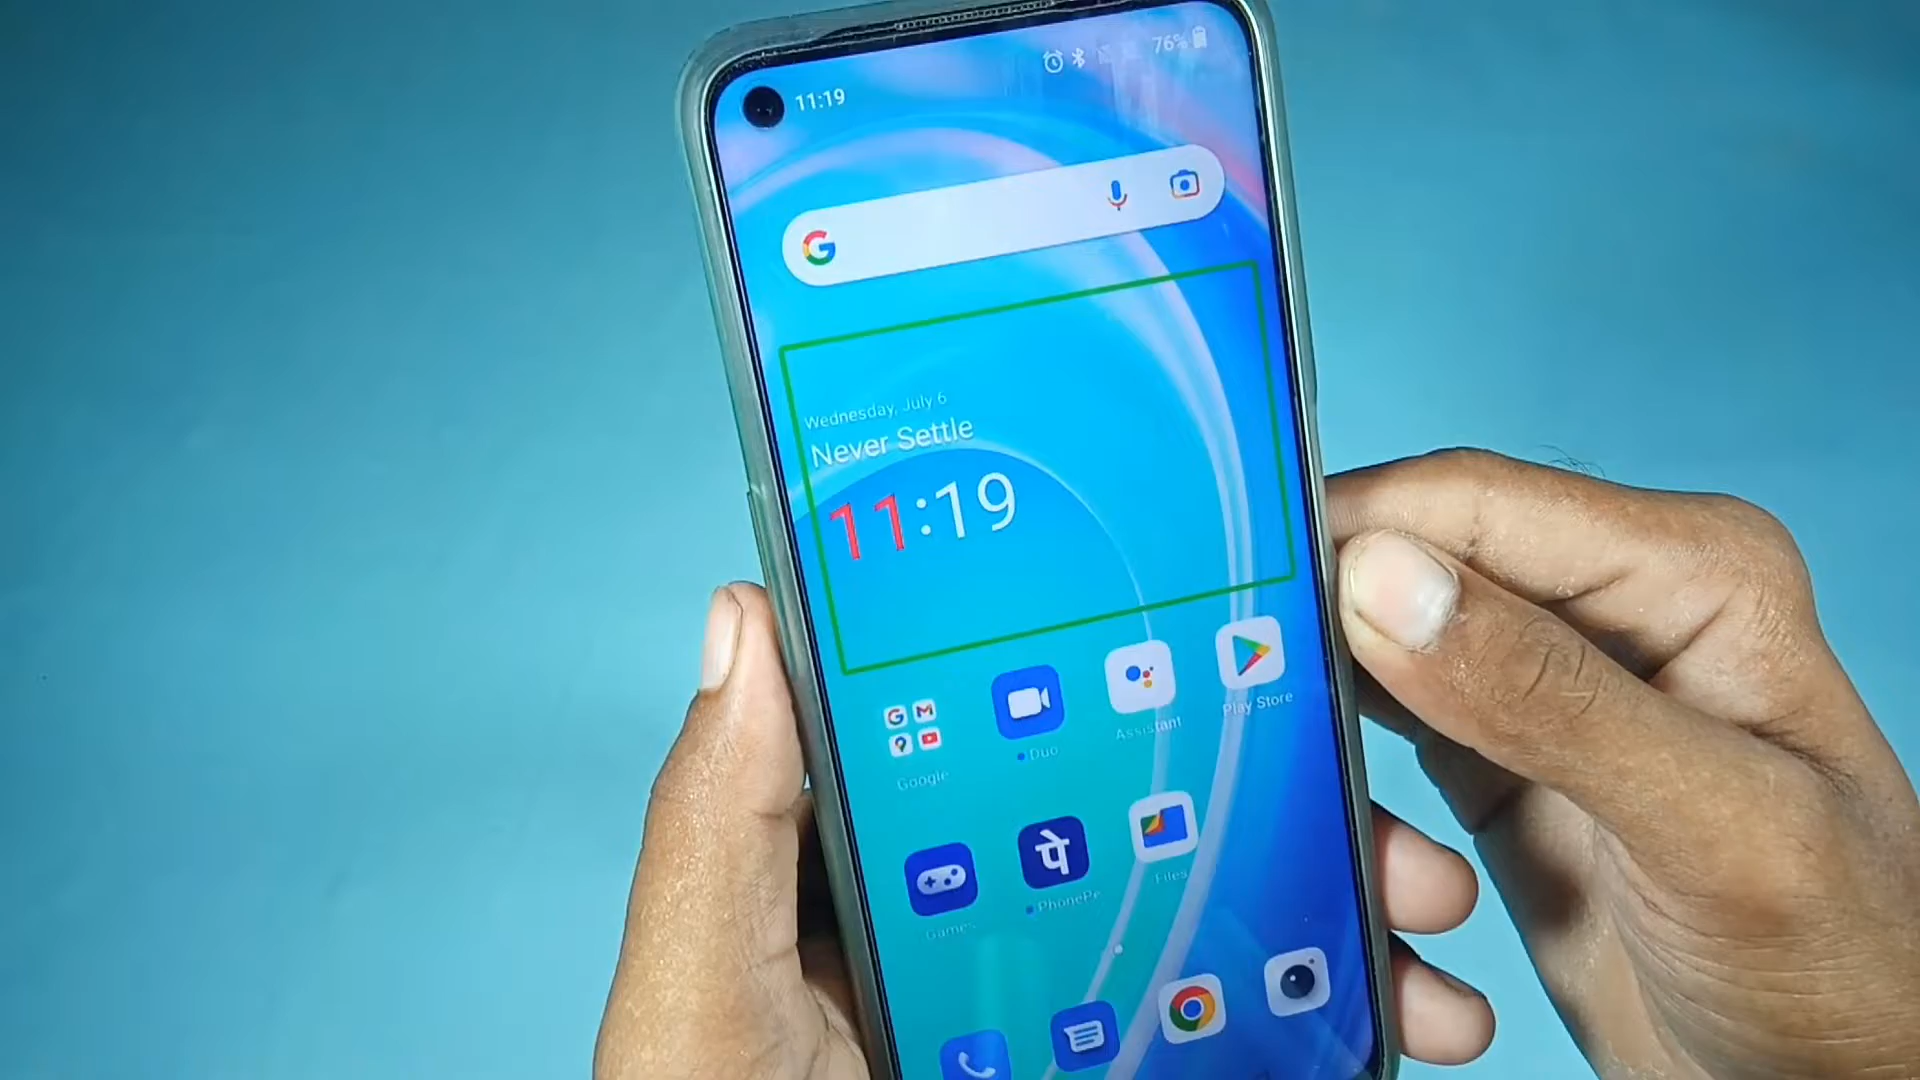 11:19
76%
Wednesday, July 6
Never Settle
11:19
Google
Duo
Assistant
Play Store
Games
पे
PhonePe
Files